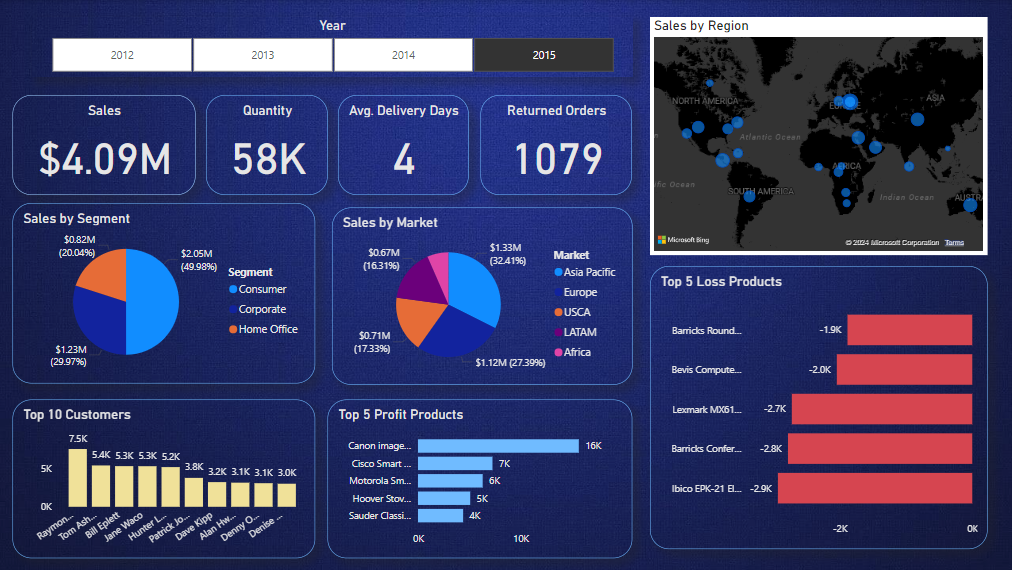 Year
2012 2013 2014 2015
Sales
$4.09M
Quantity
58K
Avg. Delivery Days
4
Returned Orders
1079
Sales by Region
NORTH AMERICA
EUROPE
ASIA
Atlantic Ocean
AFRICA
ific Ocean
SOUTH AMERICA
Indian Ocean
AUSTRA
Microsoft Bing
© 2024 Microsoft Corporation Terms
Sales by Segment
$0.82M
(20.04%)
$2.05M
(49.98%)
$1.23M
(29.97%)
Segment
Consumer
Corporate
Home Office
Sales by Market
$0.67M
(16.31%)
$1.33M
(32.41%)
$0.71M
(17.33%)
$1.12M (27.39%)
Market
Asia Pacific
Europe
USCA
LATAM
Africa
Top 5 Loss Products
Barricks Round... -1.9K
Bevis Compute... -2.0K
Lexmark MX61... -2.7K
Barricks Confer... -2.8K
Ibico EPK-21 El... -2.9K
-2K 0K
Top 10 Customers
7.5K
5.4K 5.3K 5.3K 5.2K
3.8K 3.2K 3.1K 3.1K 3.0K
5K
0K
Raymon...
Tom Ash...
Bill Eplett
Jane Waco
Hunter L...
Patrick Jo...
Dave Kipp
Alan Hw...
Denny O...
Denise ...
Top 5 Profit Products
Canon image... 16K
Cisco Smart ... 7K
Motorola Sm... 6K
Hoover Stov... 5K
Sauder Classi... 4K
0K 10K